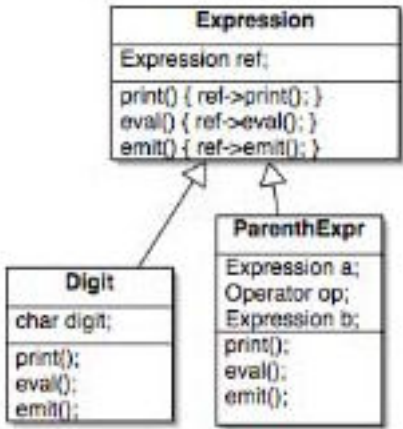 Expression
Expression ref;
print() { ref->print(); }
eval() { ref->eval(); }
emit() { ref->emit(); }
Digit
char digit;
print();
eval();
emit();
ParenthExpr
Expression a;
Operator op;
Expression b;
print();
eval();
emit();